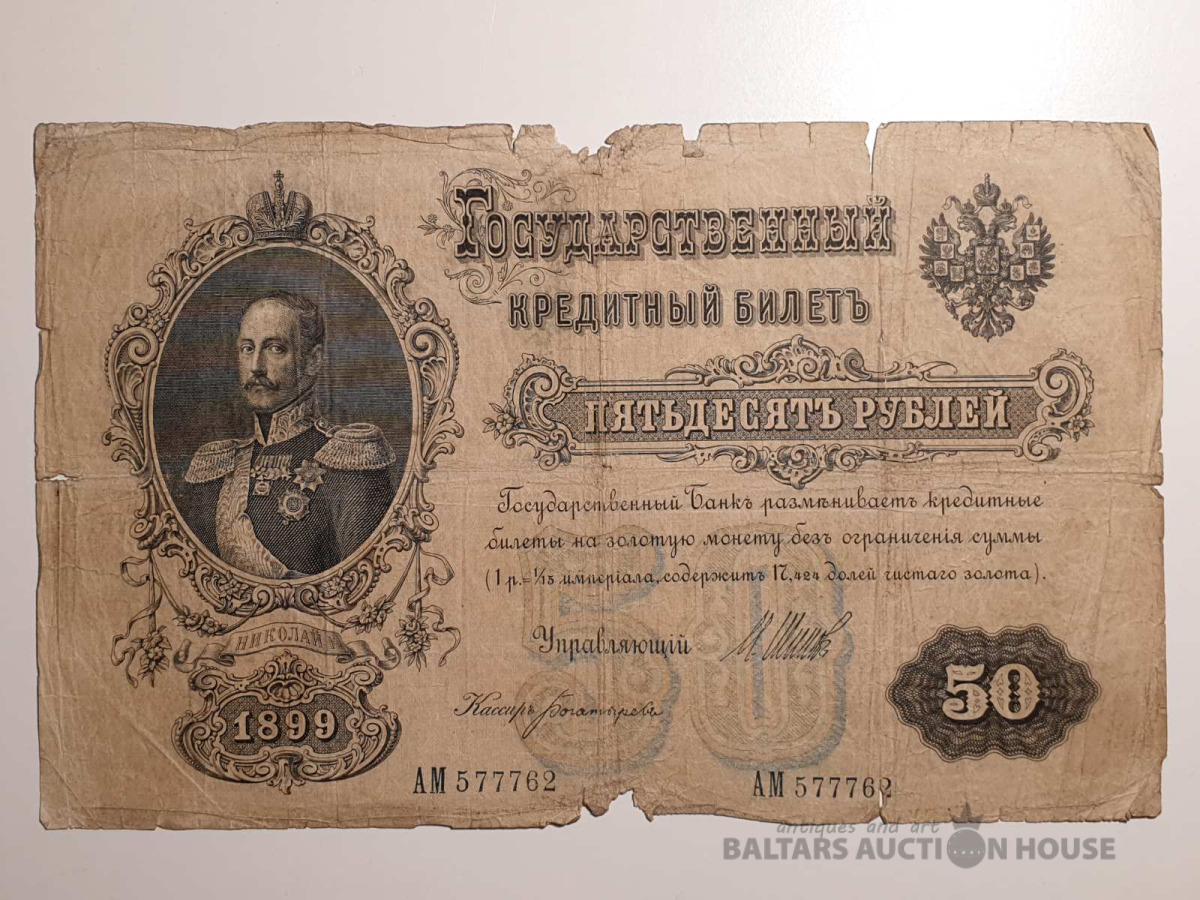 ГОСУДАРСТВЕННЫЙ
КРЕДИТНЫЙ БИЛЕТЪ
ПЯТЬДЕСЯТЪ РУБЛЕЙ
Государственный Банкъ размѣниваетъ кредитные
билеты на золотую монету безъ ограниченія суммы
(1 р. = 1/15 имперіала, содержитъ 17,424 долей чистаго золота).
50
Управляющій
Кассиръ Богатыревъ
НИКОЛАЙ I
1899
50
АМ 577762
АМ 577762
antiques and art
BALTARS AUCTION HOUSE